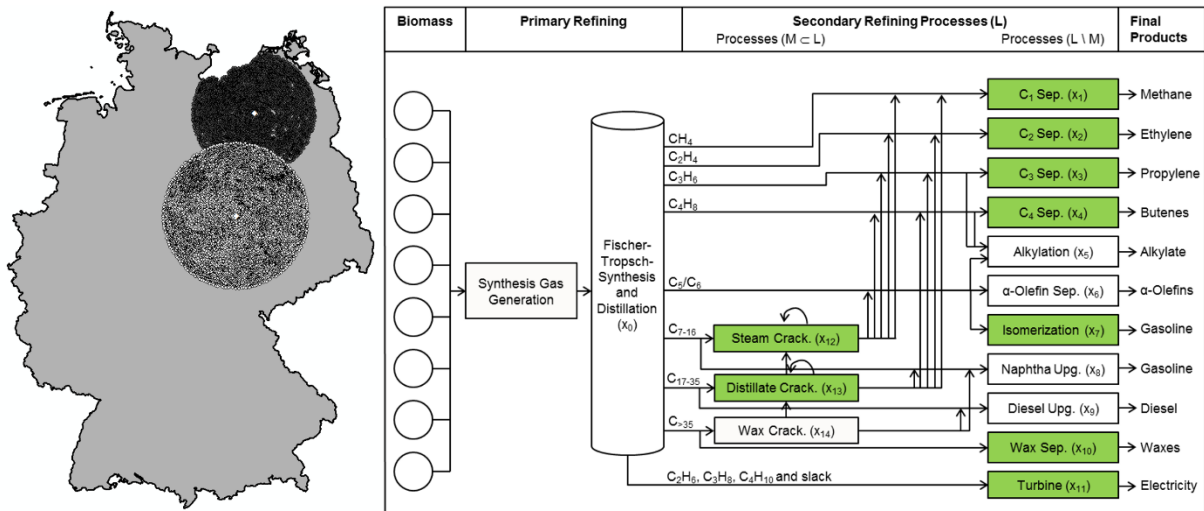 Biomass
Primary Refining
Secondary Refining Processes (L)
Final
Products
Processes (M ⊂ L)
Processes (L \ M)
C₁ Sep. (x₁)
Methane
CH₄
C₂ Sep. (x₂)
Ethylene
C₂H₄
C₃H₆
C₃ Sep. (x₃)
Propylene
C₄H₈
C₄ Sep. (x₄)
Butenes
Fischer-
Tropsch-
Synthesis
and
Distillation
(x₀)
Alkylation (x₅)
Alkylate
Synthesis Gas
Generation
C₅/C₆
α-Olefin Sep. (x₆)
α-Olefins
C₇₋₁₆
Steam Crack. (x₁₂)
Isomerization (x₇)
Gasoline
Naphtha Upg. (x₈)
Gasoline
C₁₇₋₃₅
Distillate Crack. (x₁₃)
Diesel Upg. (x₉)
Diesel
C>₃₅
Wax Crack. (x₁₄)
Wax Sep. (x₁₀)
Waxes
C₂H₆, C₃H₈, C₄H₁₀ and slack
Turbine (x₁₁)
Electricity